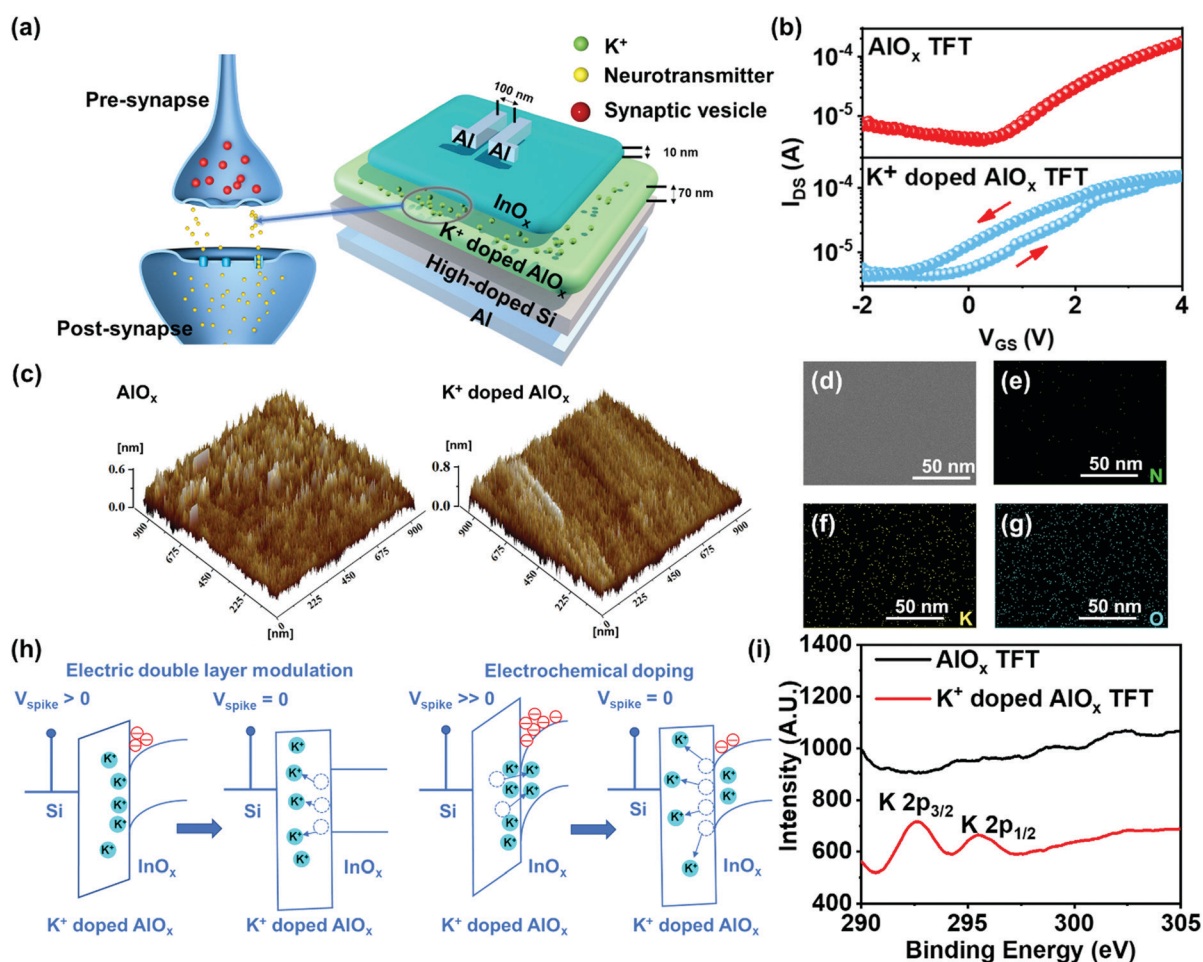 (a)
K⁺
Neurotransmitter
Synaptic vesicle
Pre-synapse
Post-synapse
100 nm
Al
Al
10 nm
70 nm
InOₓ
K⁺ doped AlOₓ
High-doped Si
Al
(b)
AlOₓ TFT
K⁺ doped AlOₓ TFT
10⁻⁴
10⁻⁵
10⁻⁴
10⁻⁵
I_DS (A)
-2 0 2 4
V_GS (V)
(c)
AlOₓ
[nm]
0.6
0.0
900
675
450
225
0
[nm]
225
450
675
900
K⁺ doped AlOₓ
[nm]
0.8
0.0
900
675
450
225
0
[nm]
225
450
675
900
(d)
50 nm
(e)
50 nm
N
(f)
50 nm
K
(g)
50 nm
O
(h)
Electric double layer modulation
V_spike > 0
V_spike = 0
Si
K⁺
K⁺
K⁺
K⁺
K⁺
InOₓ
K⁺ doped AlOₓ
Si
K⁺
K⁺
K⁺
K⁺
K⁺
InOₓ
K⁺ doped AlOₓ
Electrochemical doping
V_spike >> 0
V_spike = 0
Si
K⁺
K⁺
K⁺
K⁺
K⁺
K⁺
InOₓ
K⁺ doped AlOₓ
Si
K⁺
K⁺
K⁺
K⁺
K⁺
K⁺
InOₓ
K⁺ doped AlOₓ
(i)
AlOₓ TFT
K⁺ doped AlOₓ TFT
K 2p₃/₂
K 2p₁/₂
1400
1200
1000
800
600
400
Intensity (A.U.)
290 295 300 305
Binding Energy (eV)